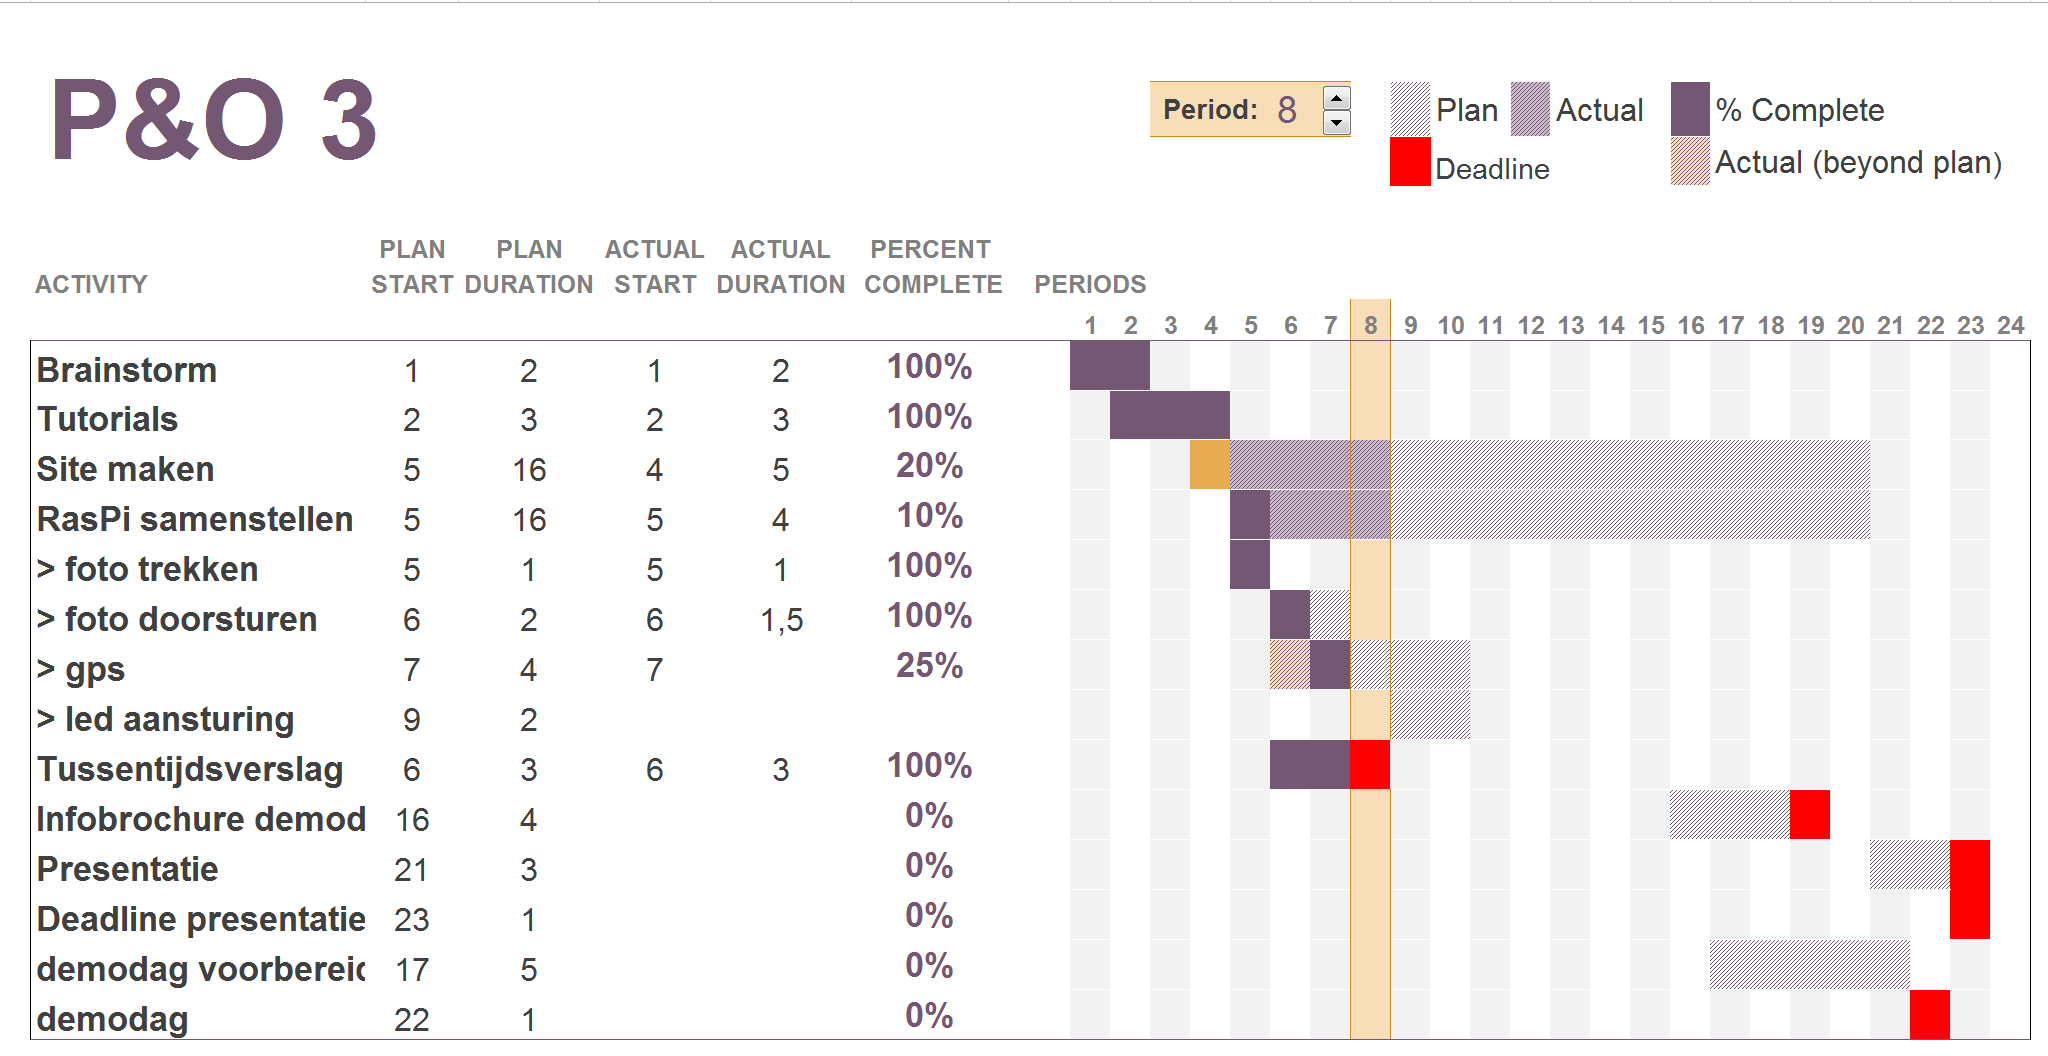 P&O 3
Period: 8
Plan Actual % Complete
Deadline Actual (beyond plan)
PLAN PLAN ACTUAL ACTUAL PERCENT
ACTIVITY START DURATION START DURATION COMPLETE PERIODS
1 2 3 4 5 6 7 8 9 10 11 12 13 14 15 16 17 18 19 20 21 22 23 24
Brainstorm 1 2 1 2 100%
Tutorials 2 3 2 3 100%
Site maken 5 16 4 5 20%
RasPi samenstellen 5 16 5 4 10%
> foto trekken 5 1 5 1 100%
> foto doorsturen 6 2 6 1,5 100%
> gps 7 4 7 25%
> led aansturing 9 2
Tussentijdsverslag 6 3 6 3 100%
Infobrochure demod 16 4 0%
Presentatie 21 3 0%
Deadline presentatie 23 1 0%
demodag voorbereid 17 5 0%
demodag 22 1 0%